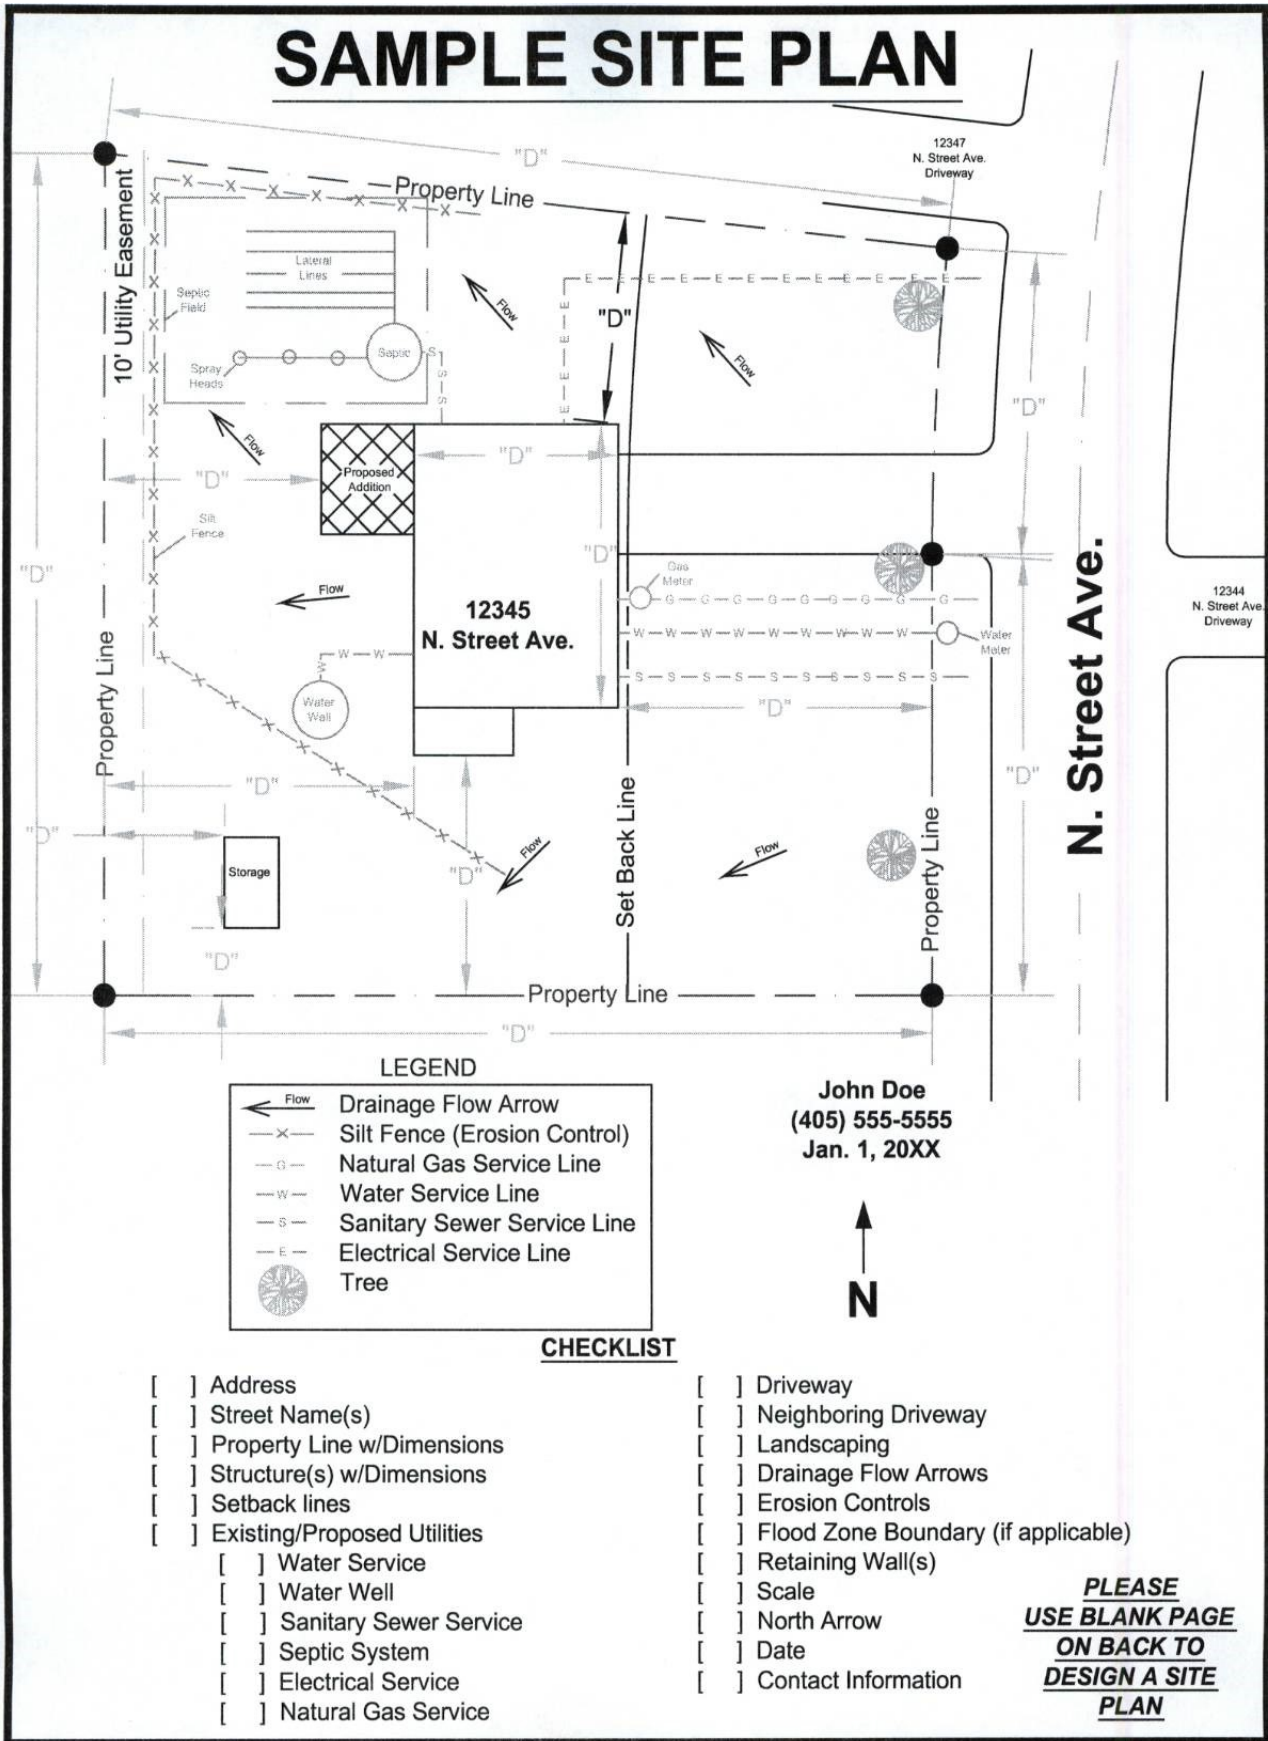 SAMPLE SITE PLAN
12347
N. Street Ave.
Driveway
"D"
Property Line
10' Utility Easement
Lateral
Lines
Septic
Field
Septic
Spray
Heads
S
S
S
E E E E E E E E E E E E
E
E
E
E
"D"
Flow
Flow
Flow
"D"
"D"
"D"
Proposed
Addition
Silt
Fence
"D"
"D"
Flow
12345
N. Street Ave.
Gas
Meter
G G G G G G G G G
W W W W W W W W W
Water
Meter
S S S S S S S S S S
"D"
W W W
Water
Wall
Property Line
N. Street Ave.
12344
N. Street Ave.
Driveway
"D"
"D"
"D"
Storage
Flow
"D"
Set Back Line
Flow
Property Line
"D"
Property Line
"D"
LEGEND
Flow Drainage Flow Arrow
X Silt Fence (Erosion Control)
G Natural Gas Service Line
W Water Service Line
S Sanitary Sewer Service Line
E Electrical Service Line
Tree
John Doe
(405) 555-5555
Jan. 1, 20XX
N
CHECKLIST
[ ] Address
[ ] Street Name(s)
[ ] Property Line w/Dimensions
[ ] Structure(s) w/Dimensions
[ ] Setback lines
[ ] Existing/Proposed Utilities
[ ] Water Service
[ ] Water Well
[ ] Sanitary Sewer Service
[ ] Septic System
[ ] Electrical Service
[ ] Natural Gas Service
[ ] Driveway
[ ] Neighboring Driveway
[ ] Landscaping
[ ] Drainage Flow Arrows
[ ] Erosion Controls
[ ] Flood Zone Boundary (if applicable)
[ ] Retaining Wall(s)
[ ] Scale
[ ] North Arrow
[ ] Date
[ ] Contact Information
PLEASE
USE BLANK PAGE
ON BACK TO
DESIGN A SITE
PLAN